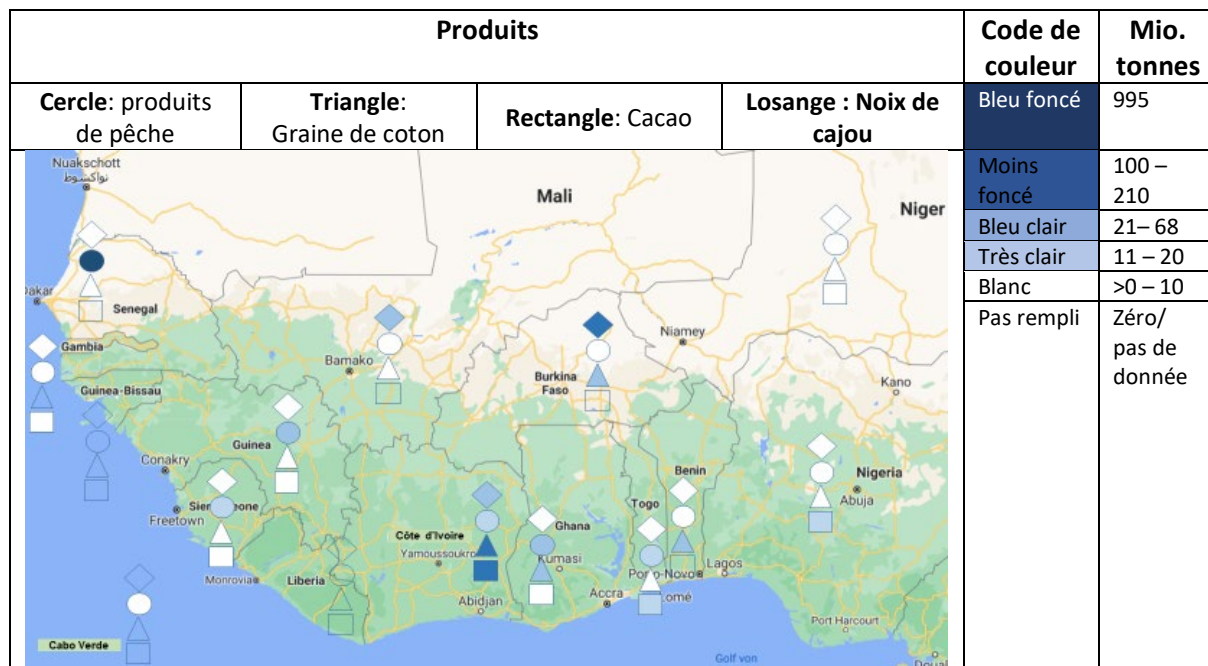 Produits
Code de
couleur
Mio.
tonnes
Cercle: produits
de pêche
Triangle:
Graine de coton
Rectangle: Cacao
Losange : Noix de
cajou
Bleu foncé
995
Moins
foncé
100 –
210
Bleu clair
21– 68
Très clair
11 – 20
Blanc
>0 – 10
Pas rempli
Zéro/
pas de
donnée
Nuakschott
نواكشوط
Mali
Niger
Dakar
Senegal
Gambia
Bamako
Niamey
Burkina
Faso
Kano
Guinea-Bissau
Guinea
Conakry
Benin
Nigeria
Abuja
Freetown
Togo
Ghana
Côte d'Ivoire
Yamoussoukro
Kumasi
Monrovia
Liberia
Lagos
Abidjan
Accra
Lomé
Port Harcourt
Cabo Verde
Golf von